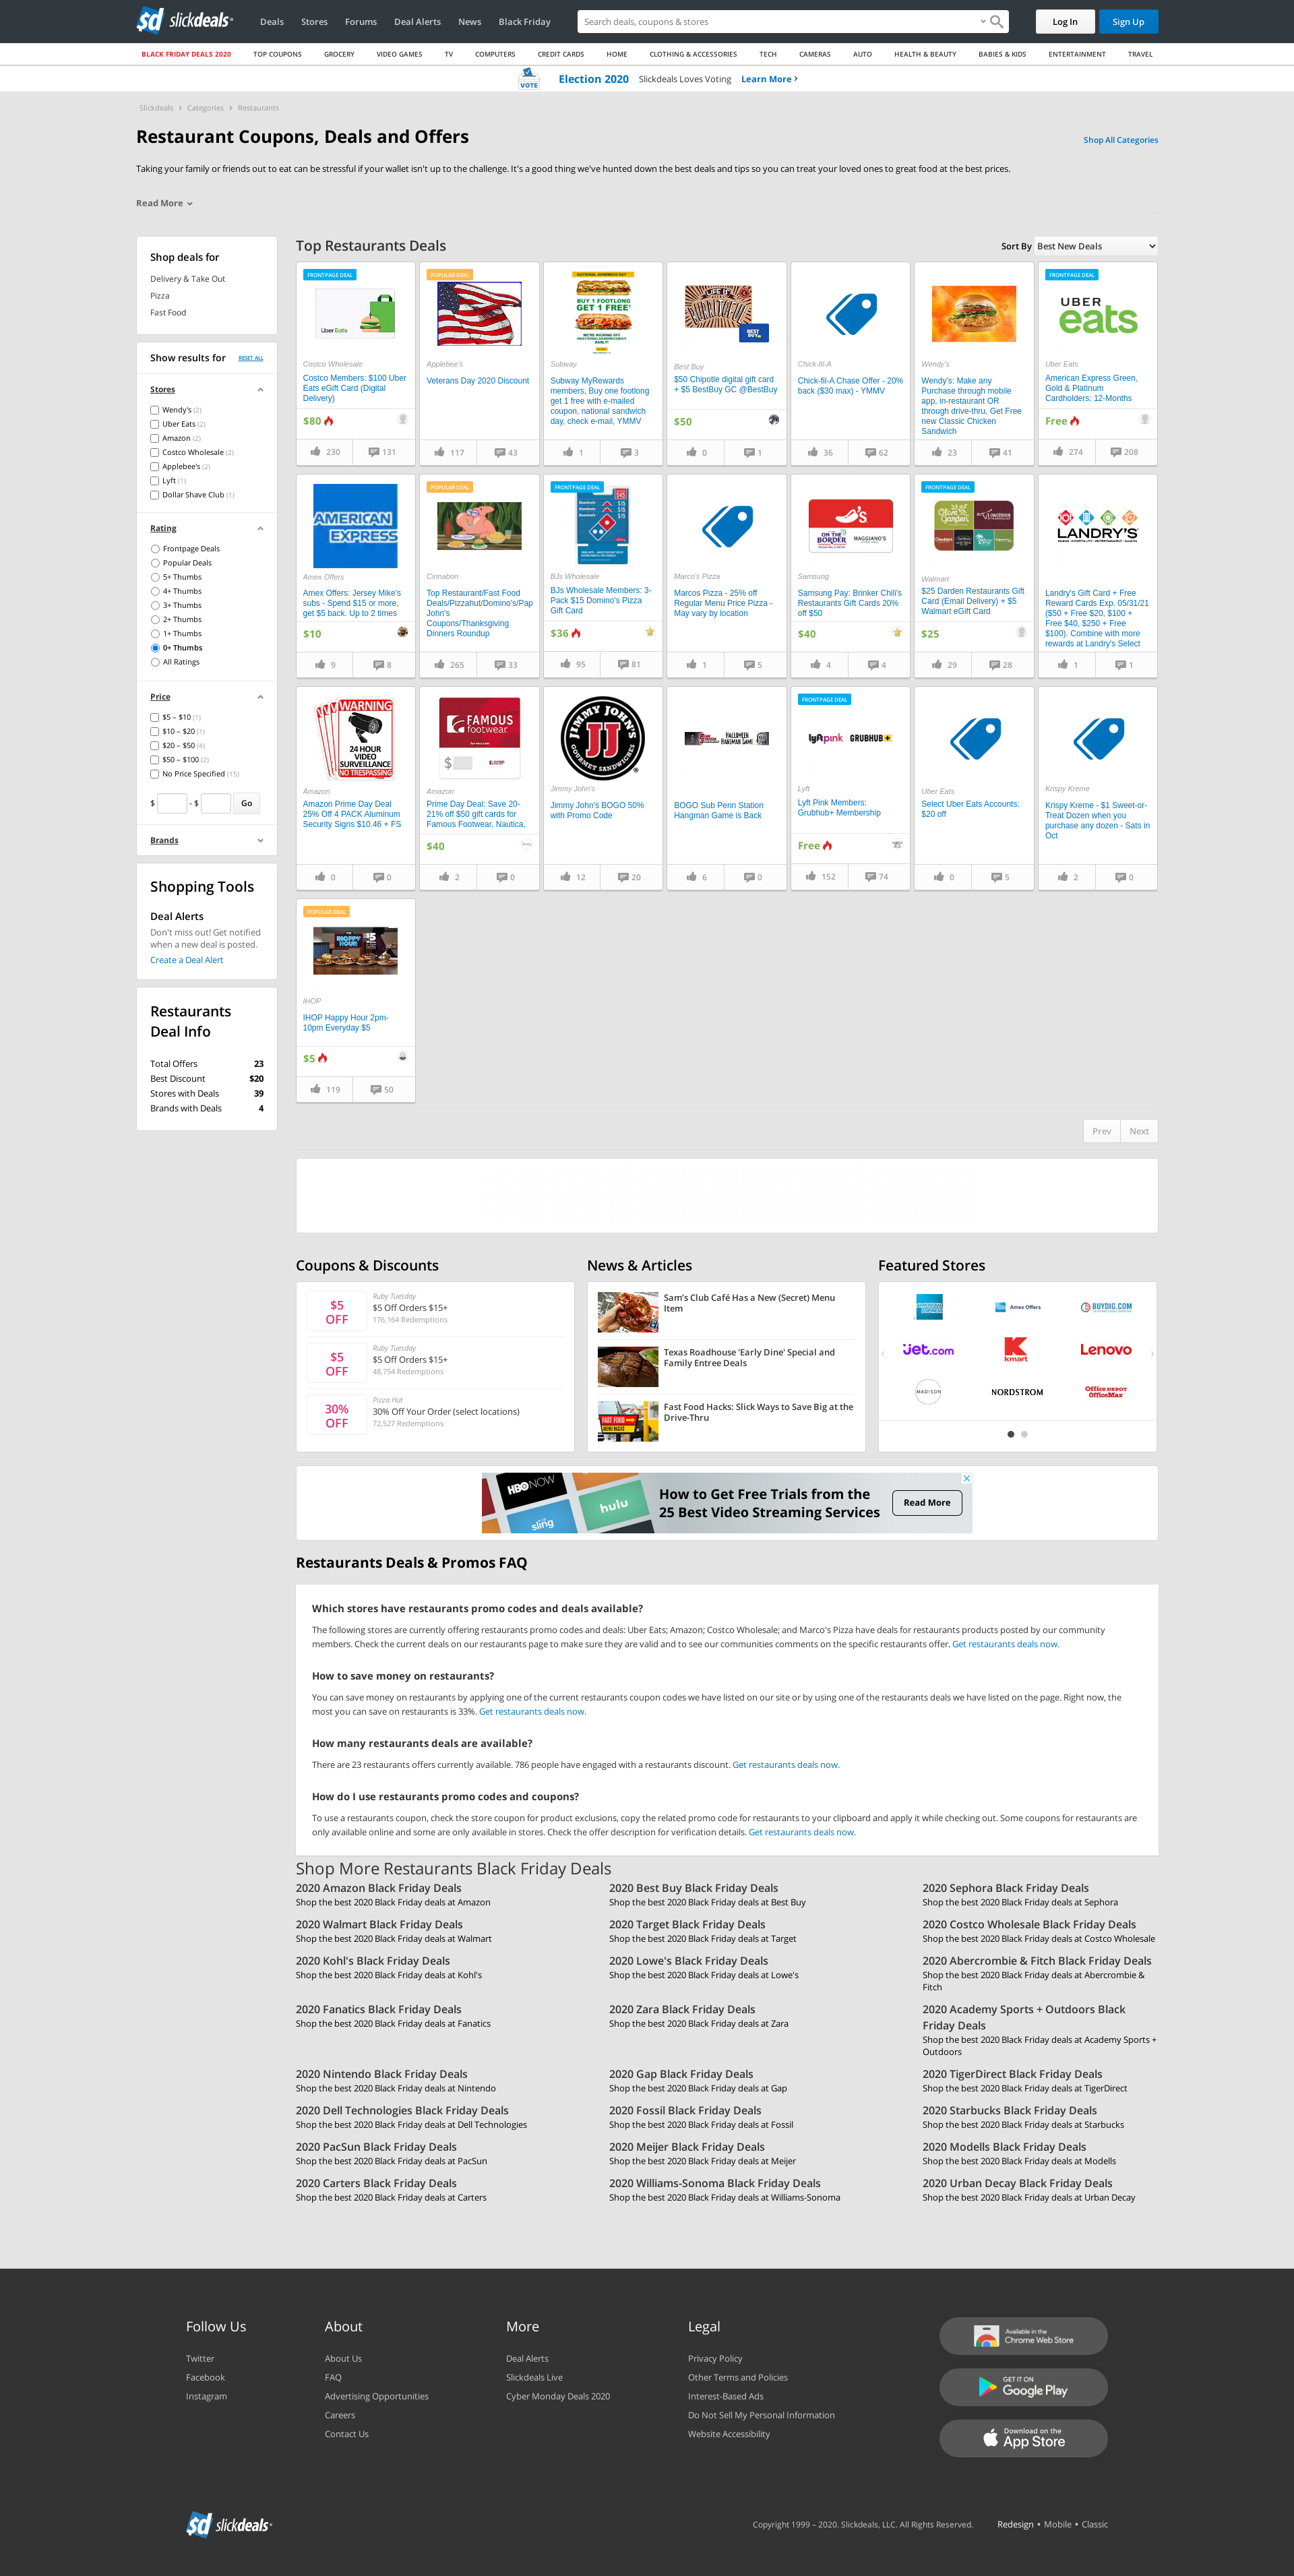 sd slickdeals
Deals Stores Forums Deal Alerts News Black Friday
Search deals, coupons & stores
Log In
Sign Up
BLACK FRIDAY DEALS 2020 TOP COUPONS GROCERY VIDEO GAMES TV COMPUTERS CREDIT CARDS HOME CLOTHING & ACCESSORIES TECH CAMERAS AUTO HEALTH & BEAUTY BABIES & KIDS ENTERTAINMENT TRAVEL
VOTE
Election 2020 Slickdeals Loves Voting Learn More
Slickdeals › Categories › Restaurants
Restaurant Coupons, Deals and Offers
Shop All Categories
Taking your family or friends out to eat can be stressful if your wallet isn't up to the challenge. It's a good thing we've hunted down the best deals and tips so you can treat your loved ones to great food at the best prices.
Read More
Shop deals for
Delivery & Take Out
Pizza
Fast Food
Show results for
RESET ALL
Stores
Wendy's (2)
Uber Eats (2)
Amazon (2)
Costco Wholesale (2)
Applebee's (2)
Lyft (1)
Dollar Shave Club (1)
Rating
Frontpage Deals
Popular Deals
5+ Thumbs
4+ Thumbs
3+ Thumbs
2+ Thumbs
1+ Thumbs
0+ Thumbs
All Ratings
Price
$5 – $10 (1)
$10 – $20 (1)
$20 – $50 (4)
$50 – $100 (2)
No Price Specified (15)
$ - $ Go
Brands
Shopping Tools
Deal Alerts
Don't miss out! Get notified
when a new deal is posted.
Create a Deal Alert
Restaurants
Deal Info
Total Offers 23
Best Discount $20
Stores with Deals 39
Brands with Deals 4
Top Restaurants Deals
Sort By Best New Deals
FRONTPAGE DEAL
Uber Eats
Costco Wholesale
Costco Members: $100 Uber
Eats eGift Card (Digital
Delivery)
$80
230 131
POPULAR DEAL
Applebee's
Veterans Day 2020 Discount
117 43
BUY 1 FOOTLONG
GET 1 FREE
Subway
Subway MyRewards
members, Buy one footlong
get 1 free with e-mailed
coupon, national sandwich
day, check e-mail, YMMV
1 3
BEST BUY
Best Buy
$50 Chipotle digital gift card
+ $5 BestBuy GC @BestBuy
$50
0 1
Chick-fil-A
Chick-fil-A Chase Offer - 20%
back ($30 max) - YMMV
36 62
Wendy's
Wendy's: Make any
Purchase through mobile
app, in-restaurant OR
through drive-thru, Get Free
new Classic Chicken
Sandwich
23 41
FRONTPAGE DEAL
UBER
eats
Uber Eats
American Express Green,
Gold & Platinum
Cardholders: 12-Months
Free
274 208
AMERICAN
EXPRESS
Amex Offers
Amex Offers: Jersey Mike's
subs - Spend $15 or more,
get $5 back. Up to 2 times
$10
9 8
POPULAR DEAL
Cinnabon
Top Restaurant/Fast Food
Deals/Pizzahut/Domino's/Pap
John's
Coupons/Thanksgiving
Dinners Roundup
265 33
FRONTPAGE DEAL
$45
$15
$15
$15
BJs Wholesale
BJs Wholesale Members: 3-
Pack $15 Domino's Pizza
Gift Card
$36
95 81
Marco's Pizza
Marcos Pizza - 25% off
Regular Menu Price Pizza -
May vary by location
1 5
ON THE BORDER
MAGGIANO'S
Samsung
Samsung Pay: Brinker Chili's
Restaurants Gift Cards 20%
off $50
$40
4 4
FRONTPAGE DEAL
Olive Garden
Walmart
$25 Darden Restaurants Gift
Card (Email Delivery) + $5
Walmart eGift Card
$25
29 28
LANDRY'S
Landry's Gift Card + Free
Reward Cards Exp. 05/31/21
($50 + Free $20, $100 +
Free $40, $250 + Free
$100). Combine with more
rewards at Landry's Select
1 1
WARNING
24 HOUR
VIDEO
SURVEILLANCE
NO TRESPASSING
Amazon
Amazon Prime Day Deal
25% Off 4 PACK Aluminum
Security Signs $10.46 + FS
0 0
FAMOUS
footwear
$
Amazon
Prime Day Deal: Save 20-
21% off $50 gift cards for
Famous Footwear, Nautica,
$40
2 0
JIMMY JOHN'S
JJ
GOURMET SANDWICHES
Jimmy John's
Jimmy John's BOGO 50%
with Promo Code
12 20
HALLOWEEN
HANGMAN GAME
BOGO Sub Penn Station
Hangman Game is Back
6 0
FRONTPAGE DEAL
lyft pink GRUBHUB+
Lyft
Lyft Pink Members:
Grubhub+ Membership
Free
152 74
Uber Eats
Select Uber Eats Accounts:
$20 off
0 5
Krispy Kreme
Krispy Kreme - $1 Sweet-or-
Treat Dozen when you
purchase any dozen - Sats in
Oct
2 0
POPULAR DEAL
HAPPY HOUR $5
IHOP
IHOP Happy Hour 2pm-
10pm Everyday $5
$5
119 50
Prev Next
Coupons & Discounts
$5 OFF
Ruby Tuesday
$5 Off Orders $15+
176,164 Redemptions
$5 OFF
Ruby Tuesday
$5 Off Orders $15+
48,754 Redemptions
30% OFF
Pizza Hut
30% Off Your Order (select locations)
72,527 Redemptions
News & Articles
Sam's Club Café Has a New (Secret) Menu
Item
Texas Roadhouse 'Early Dine' Special and
Family Entree Deals
FAST FOOD
MENU HACKS
Fast Food Hacks: Slick Ways to Save Big at the
Drive-Thru
Featured Stores
AMERICAN EXPRESS
Amex Offers
BUYDIG.COM
jet.com
kmart
Lenovo
MADISON
NORDSTROM
Office DEPOT
OfficeMax
HBO NOW
hulu
sling
How to Get Free Trials from the
25 Best Video Streaming Services
Read More
Restaurants Deals & Promos FAQ
Which stores have restaurants promo codes and deals available?
The following stores are currently offering restaurants promo codes and deals: Uber Eats; Amazon; Costco Wholesale; and Marco's Pizza have deals for restaurants products posted by our community
members. Check the current deals on our restaurants page to make sure they are valid and to see our communities comments on the specific restaurants offer. Get restaurants deals now.
How to save money on restaurants?
You can save money on restaurants by applying one of the current restaurants coupon codes we have listed on our site or by using one of the restaurants deals we have listed on the page. Right now, the
most you can save on restaurants is 33%. Get restaurants deals now.
How many restaurants deals are available?
There are 23 restaurants offers currently available. 786 people have engaged with a restaurants discount. Get restaurants deals now.
How do I use restaurants promo codes and coupons?
To use a restaurants coupon, check the store coupon for product exclusions, copy the related promo code for restaurants to your clipboard and apply it while checking out. Some coupons for restaurants are
only available online and some are only available in stores. Check the offer description for verification details. Get restaurants deals now.
Shop More Restaurants Black Friday Deals
2020 Amazon Black Friday Deals
Shop the best 2020 Black Friday deals at Amazon
2020 Best Buy Black Friday Deals
Shop the best 2020 Black Friday deals at Best Buy
2020 Sephora Black Friday Deals
Shop the best 2020 Black Friday deals at Sephora
2020 Walmart Black Friday Deals
Shop the best 2020 Black Friday deals at Walmart
2020 Target Black Friday Deals
Shop the best 2020 Black Friday deals at Target
2020 Costco Wholesale Black Friday Deals
Shop the best 2020 Black Friday deals at Costco Wholesale
2020 Kohl's Black Friday Deals
Shop the best 2020 Black Friday deals at Kohl's
2020 Lowe's Black Friday Deals
Shop the best 2020 Black Friday deals at Lowe's
2020 Abercrombie & Fitch Black Friday Deals
Shop the best 2020 Black Friday deals at Abercrombie &
Fitch
2020 Fanatics Black Friday Deals
Shop the best 2020 Black Friday deals at Fanatics
2020 Zara Black Friday Deals
Shop the best 2020 Black Friday deals at Zara
2020 Academy Sports + Outdoors Black
Friday Deals
Shop the best 2020 Black Friday deals at Academy Sports +
Outdoors
2020 Nintendo Black Friday Deals
Shop the best 2020 Black Friday deals at Nintendo
2020 Gap Black Friday Deals
Shop the best 2020 Black Friday deals at Gap
2020 TigerDirect Black Friday Deals
Shop the best 2020 Black Friday deals at TigerDirect
2020 Dell Technologies Black Friday Deals
Shop the best 2020 Black Friday deals at Dell Technologies
2020 Fossil Black Friday Deals
Shop the best 2020 Black Friday deals at Fossil
2020 Starbucks Black Friday Deals
Shop the best 2020 Black Friday deals at Starbucks
2020 PacSun Black Friday Deals
Shop the best 2020 Black Friday deals at PacSun
2020 Meijer Black Friday Deals
Shop the best 2020 Black Friday deals at Meijer
2020 Modells Black Friday Deals
Shop the best 2020 Black Friday deals at Modells
2020 Carters Black Friday Deals
Shop the best 2020 Black Friday deals at Carters
2020 Williams-Sonoma Black Friday Deals
Shop the best 2020 Black Friday deals at Williams-Sonoma
2020 Urban Decay Black Friday Deals
Shop the best 2020 Black Friday deals at Urban Decay
Follow Us
Twitter
Facebook
Instagram
About
About Us
FAQ
Advertising Opportunities
Careers
Contact Us
More
Deal Alerts
Slickdeals Live
Cyber Monday Deals 2020
Legal
Privacy Policy
Other Terms and Policies
Interest-Based Ads
Do Not Sell My Personal Information
Website Accessibility
Available in the
Chrome Web Store
GET IT ON
Google Play
Download on the
App Store
sd slickdeals
Copyright 1999 – 2020. Slickdeals, LLC. All Rights Reserved.
Redesign • Mobile • Classic